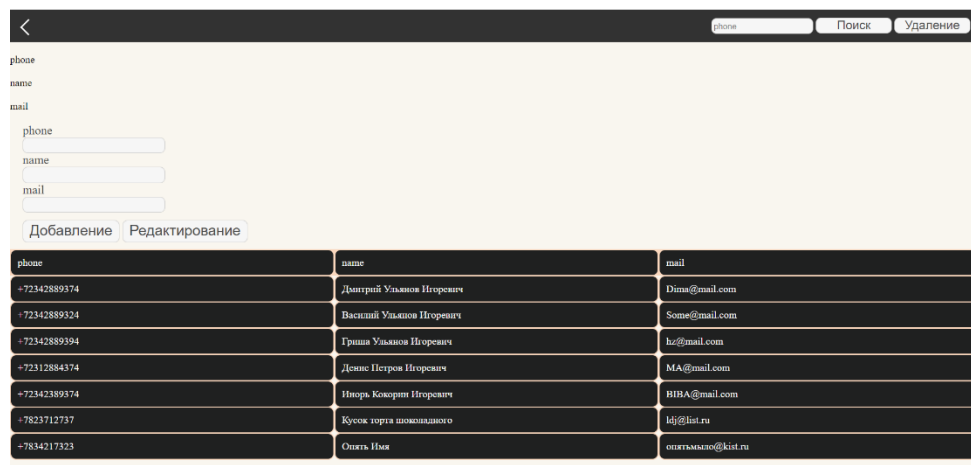 phone Поиск Удаление
phone
name
mail
phone
name
mail
Добавление Редактирование
phone name mail
+72342889374 Дмитрий Ульянов Игоревич Dima@mail.com
+72342889324 Василий Ульянов Игоревич Some@mail.com
+72342889394 Гриша Ульянов Игоревич hz@mail.com
+72312884374 Денис Петров Игоревич MA@mail.com
+72342389374 Инорь Кокорин Игоревич BIBA@mail.com
+7823712737 Кусок торта шоколадного ldj@list.ru
+7834217323 Опять Имя опятьмыло@kist.ru